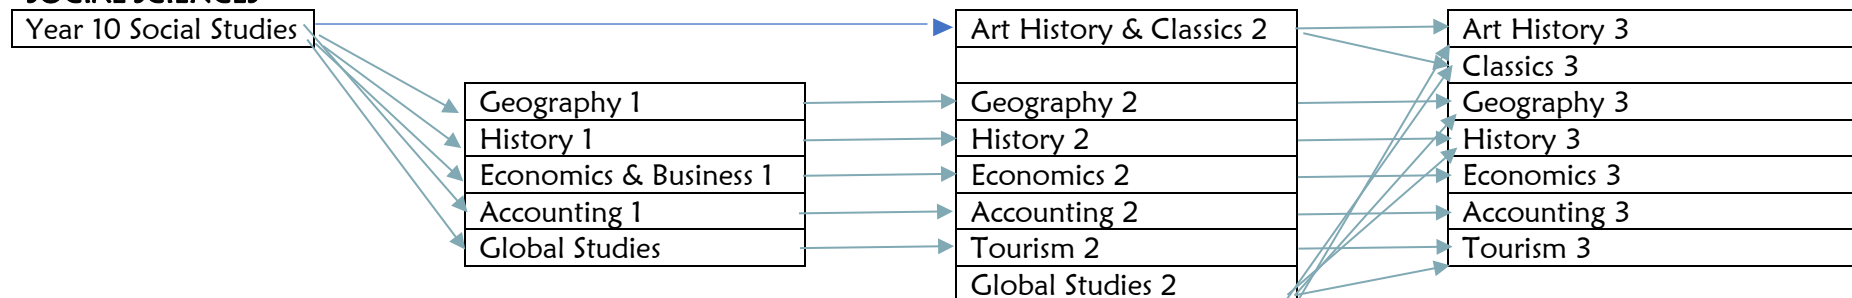 SOCIAL SCIENCES
Year 10 Social Studies
Art History & Classics 2
Art History 3
Classics 3
Geography 1
Geography 2
Geography 3
History 1
History 2
History 3
Economics & Business 1
Economics 2
Economics 3
Accounting 1
Accounting 2
Accounting 3
Global Studies
Tourism 2
Tourism 3
Global Studies 2